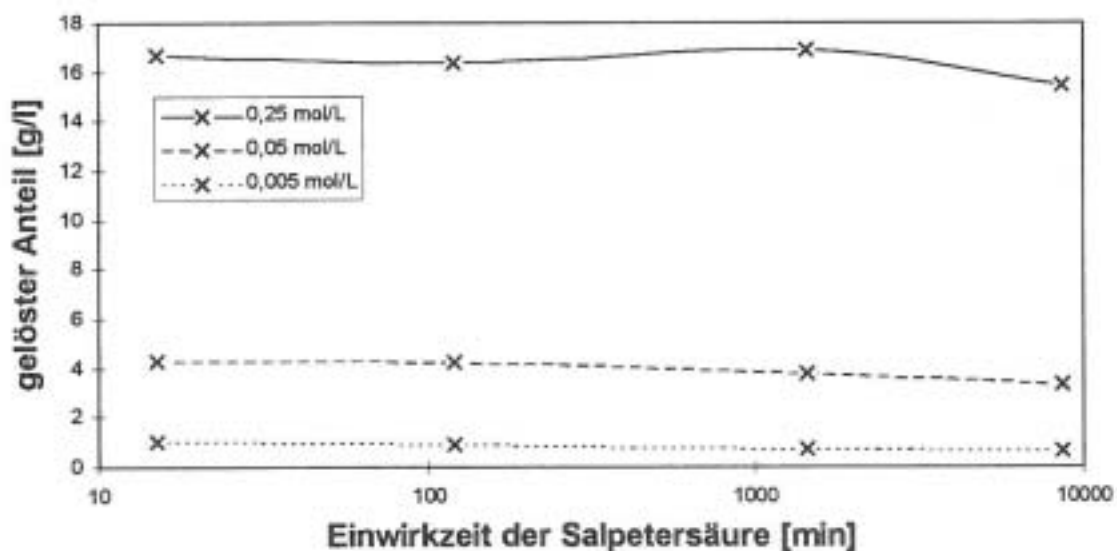 18
16
14
12
10
8
6
4
2
0
gelöster Anteil [g/l]
0,25 mol/L
0,05 mol/L
0,005 mol/L
10
100
1000
10000
Einwirkzeit der Salpetersäure [min]